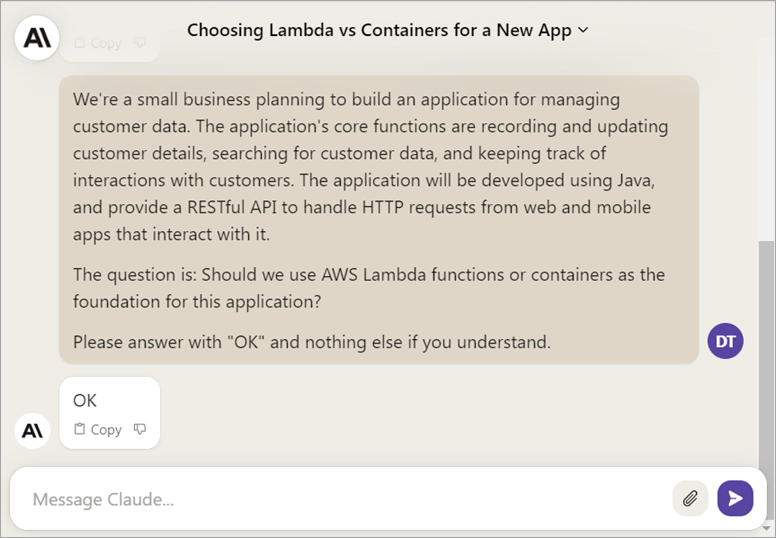 AI
Choosing Lambda vs Containers for a New App
Copy
We're a small business planning to build an application for managing
customer data. The application's core functions are recording and updating
customer details, searching for customer data, and keeping track of
interactions with customers. The application will be developed using Java,
and provide a RESTful API to handle HTTP requests from web and mobile
apps that interact with it.
The question is: Should we use AWS Lambda functions or containers as the
foundation for this application?
Please answer with "OK" and nothing else if you understand.
DT
OK
AI
Copy
Message Claude...